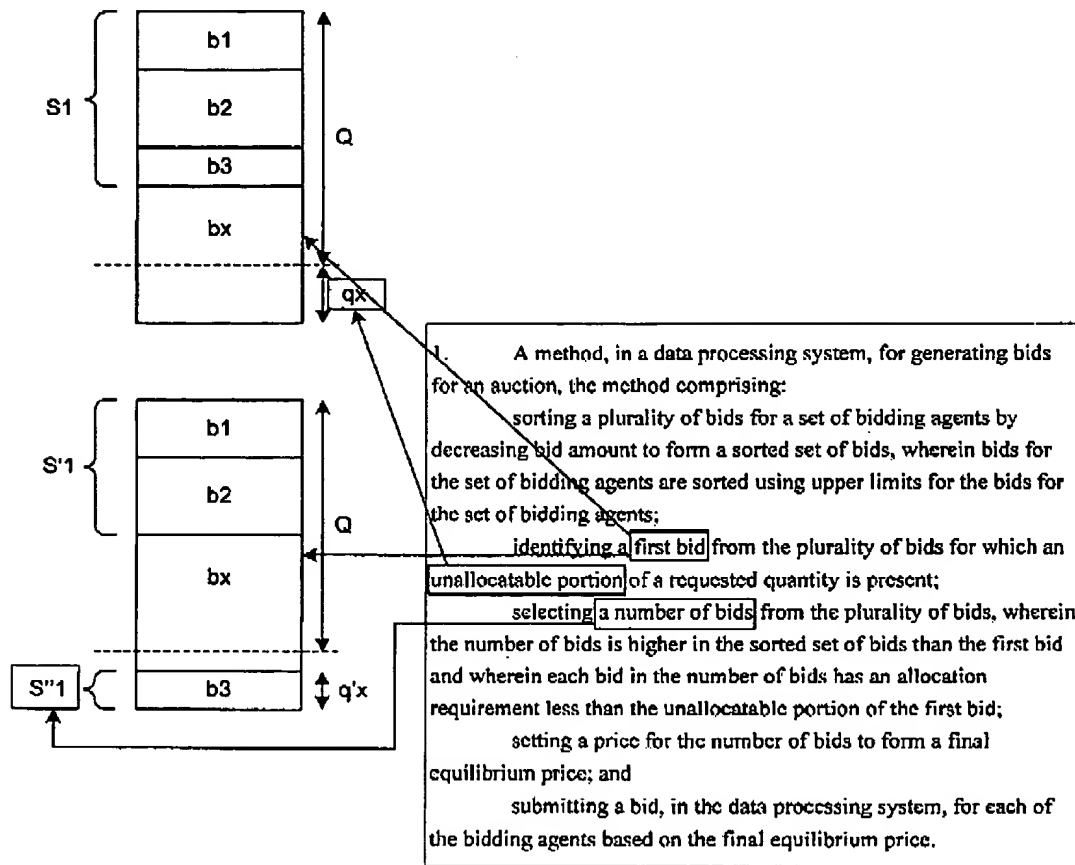 b1
S1
b2
Q
b3
bx
qx
b1
S'1
b2
Q
bx
S"1
b3
q'x
1. A method, in a data processing system, for generating bids
for an auction, the method comprising:
sorting a plurality of bids for a set of bidding agents by
decreasing bid amount to form a sorted set of bids, wherein bids for
the set of bidding agents are sorted using upper limits for the bids for
the set of bidding agents;
identifying a first bid from the plurality of bids for which an
unallocatable portion of a requested quantity is present;
selecting a number of bids from the plurality of bids, wherein
the number of bids is higher in the sorted set of bids than the first bid
and wherein each bid in the number of bids has an allocation
requirement less than the unallocatable portion of the first bid;
setting a price for the number of bids to form a final
equilibrium price; and
submitting a bid, in the data processing system, for each of
the bidding agents based on the final equilibrium price.